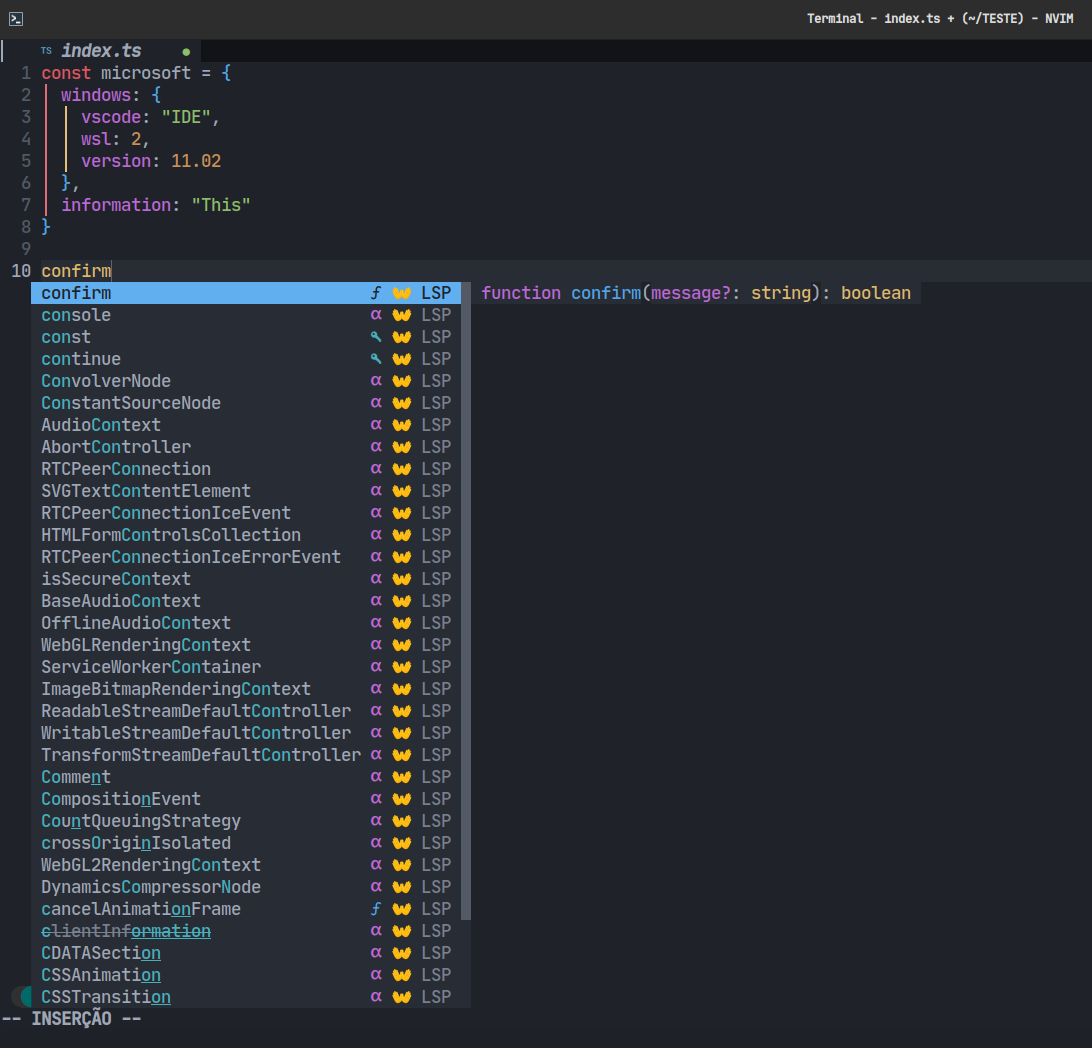 Terminal - index.ts + (~/TESTE) - NVIM
TS index.ts
1 const microsoft = {
2 windows: {
3 vscode: "IDE",
4 wsl: 2,
5 version: 11.02
6 },
7 information: "This"
8 }
9
10 confirm
confirm f LSP function confirm(message?: string): boolean
console α LSP
const LSP
continue LSP
ConvolverNode α LSP
ConstantSourceNode α LSP
AudioContext α LSP
AbortController α LSP
RTCPeerConnection α LSP
SVGTextContentElement α LSP
RTCPeerConnectionIceEvent α LSP
HTMLFormControlsCollection α LSP
RTCPeerConnectionIceErrorEvent α LSP
isSecureContext α LSP
BaseAudioContext α LSP
OfflineAudioContext α LSP
WebGLRenderingContext α LSP
ServiceWorkerContainer α LSP
ImageBitmapRenderingContext α LSP
ReadableStreamDefaultController α LSP
WritableStreamDefaultController α LSP
TransformStreamDefaultController α LSP
Comment α LSP
CompositionEvent α LSP
CountQueuingStrategy α LSP
crossOriginIsolated α LSP
WebGL2RenderingContext α LSP
DynamicsCompressorNode α LSP
cancelAnimationFrame f LSP
clientInformation α LSP
CDATASection α LSP
CSSAnimation α LSP
CSSTransition α LSP
-- INSERÇÃO --